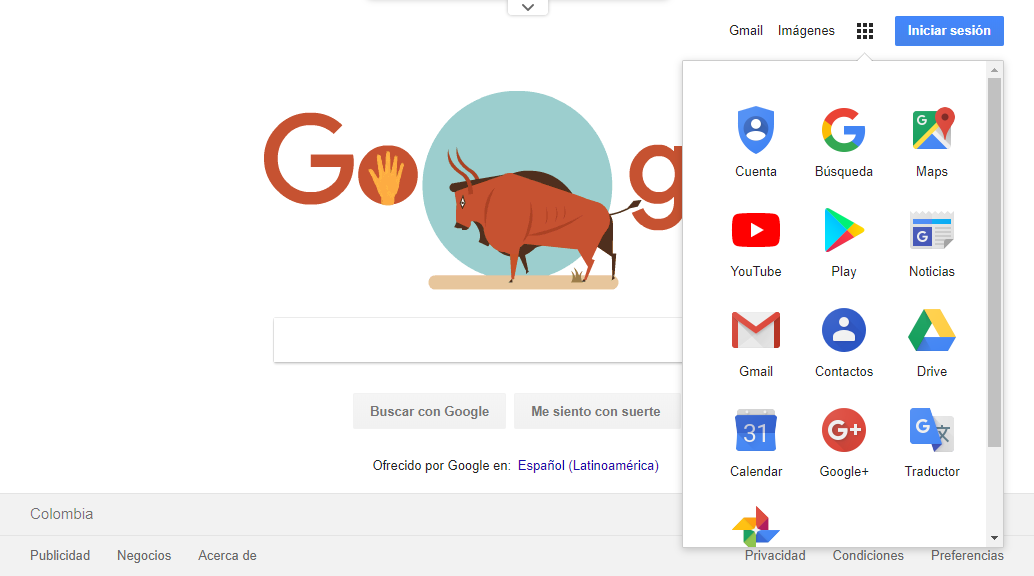 Gmail Imágenes Iniciar sesión
Go g
Cuenta Búsqueda Maps
YouTube Play Noticias
Gmail Contactos Drive
31
Calendar Google+ Traductor
Buscar con Google Me siento con suerte
Ofrecido por Google en: Español (Latinoamérica)
Colombia
Publicidad Negocios Acerca de Privacidad Condiciones Preferencias